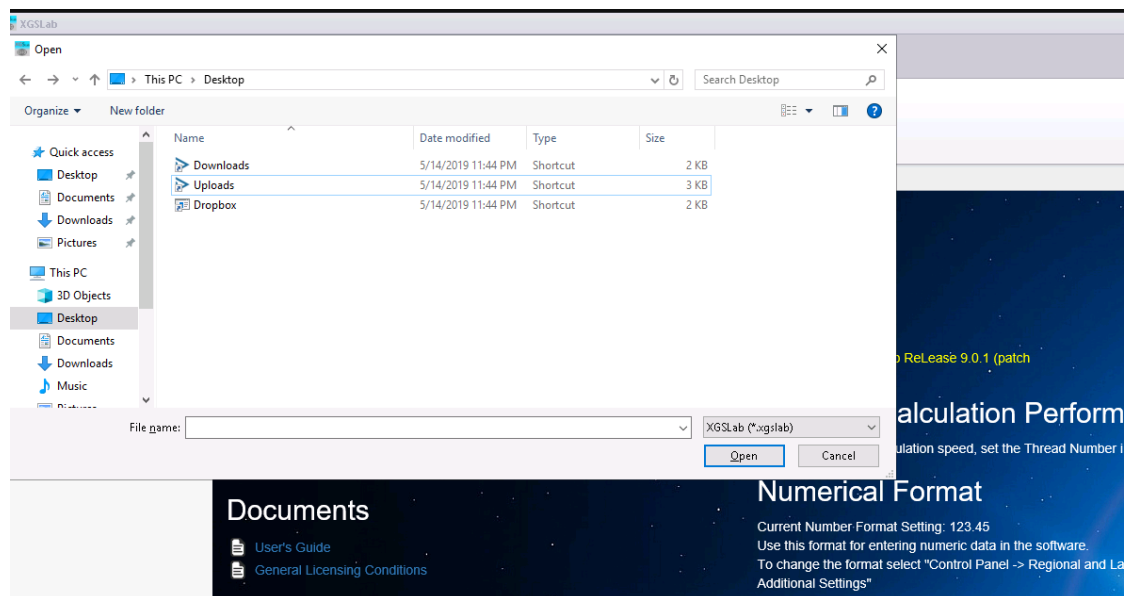 XGSLab
Open
This PC > Desktop
Search Desktop
Organize
New folder
Name
Date modified
Type
Size
Downloads 5/14/2019 11:44 PM Shortcut 2 KB
Uploads 5/14/2019 11:44 PM Shortcut 3 KB
Dropbox 5/14/2019 11:44 PM Shortcut 2 KB
Quick access
Desktop
Documents
Downloads
Pictures
This PC
3D Objects
Desktop
Documents
Downloads
Music
File name:
XGSLab (*.xgslab)
Open
Cancel
ReLease 9.0.1 (patch
alculation Perform
ulation speed, set the Thread Number i
Documents
User's Guide
General Licensing Conditions
Numerical Format
Current Number Format Setting: 123.45
Use this format for entering numeric data in the software.
To change the format select "Control Panel -> Regional and La
Additional Settings"